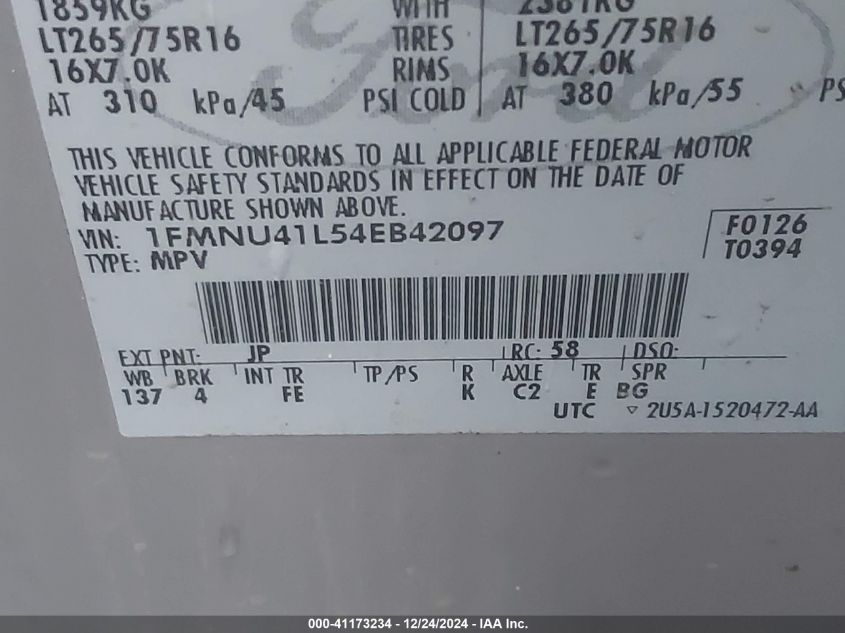 1859KG WITH 2381KG
LT265/75R16 TIRES LT265/75R16
16X7.0K RIMS 16X7.0K
AT 310 kPa/45 PSI COLD AT 380 kPa/55 PS
Ford
THIS VEHICLE CONFORMS TO ALL APPLICABLE FEDERAL MOTOR
VEHICLE SAFETY STANDARDS IN EFFECT ON THE DATE OF
MANUFACTURE SHOWN ABOVE.
VIN: 1FMNU41L54EB42097 F0126
TYPE: MPV T0394
EXT PNT: JP RC: 58 DSO:
WB BRK INT TR TP/PS R AXLE TR SPR
137 4 FE K C2 E BG
UTC ▽ 2U5A-1520472-AA
000-41173234 - 12/24/2024 - IAA Inc.